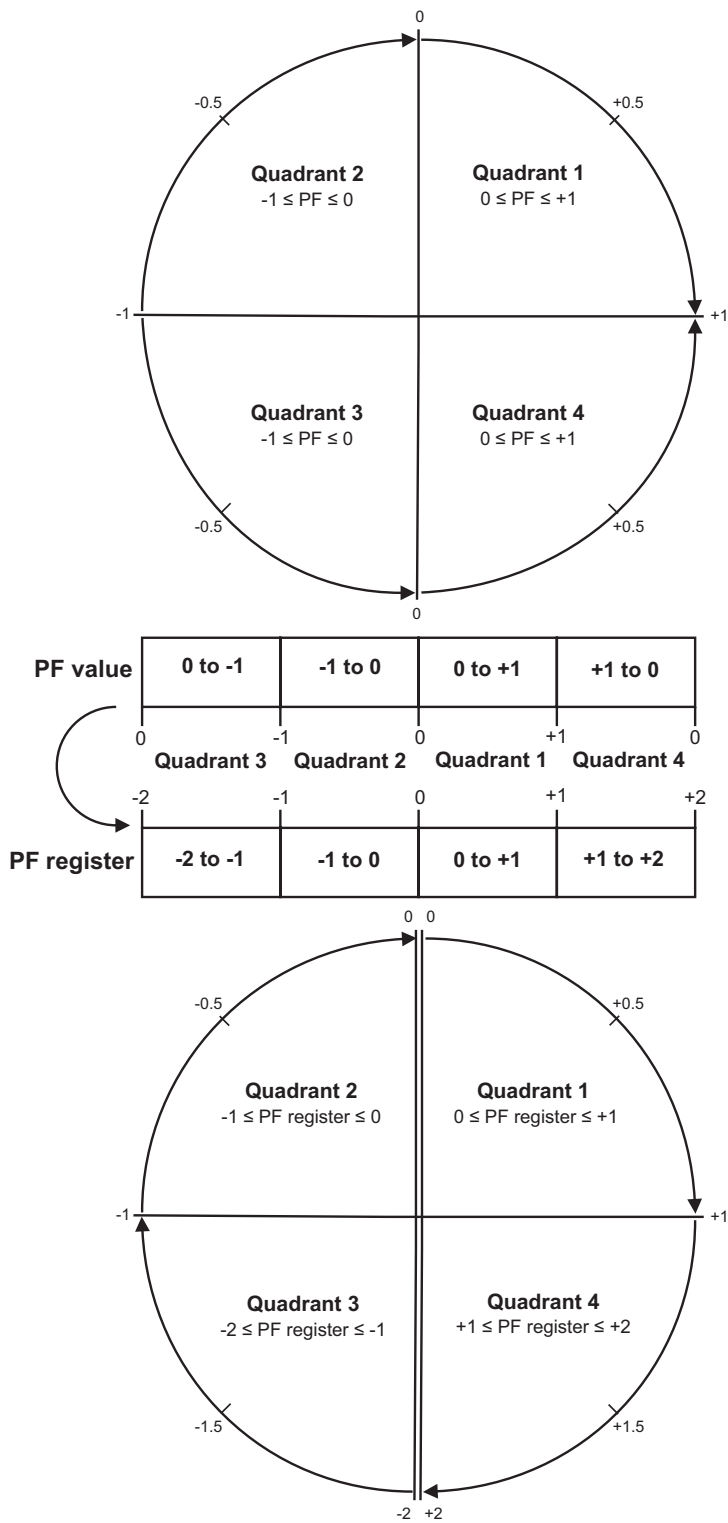 0
-0.5 +0.5
Quadrant 2 Quadrant 1
-1 ≤ PF ≤ 0 0 ≤ PF ≤ +1
-1 +1
Quadrant 3 Quadrant 4
-1 ≤ PF ≤ 0 0 ≤ PF ≤ +1
-0.5 +0.5
0
PF value 0 to -1 -1 to 0 0 to +1 +1 to 0
0 -1 0 +1 0
Quadrant 3 Quadrant 2 Quadrant 1 Quadrant 4
-2 -1 0 +1 +2
PF register -2 to -1 -1 to 0 0 to +1 +1 to +2
0 0
-0.5 +0.5
Quadrant 2 Quadrant 1
-1 ≤ PF register ≤ 0 0 ≤ PF register ≤ +1
-1 +1
Quadrant 3 Quadrant 4
-2 ≤ PF register ≤ -1 +1 ≤ PF register ≤ +2
-1.5 +1.5
-2 +2